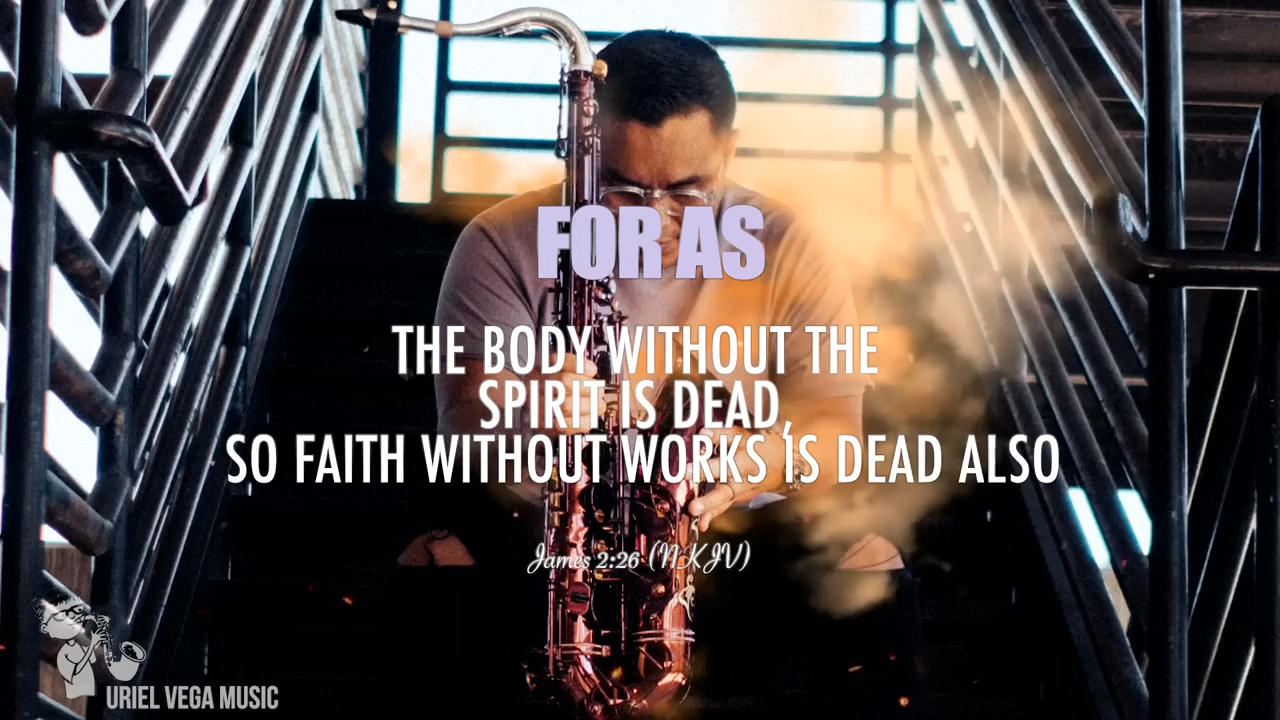 FOR AS
THE BODY WITHOUT THE
SPIRIT IS DEAD,
SO FAITH WITHOUT WORKS IS DEAD ALSO
James 2:26 (NKJV)
URIEL VEGA MUSIC